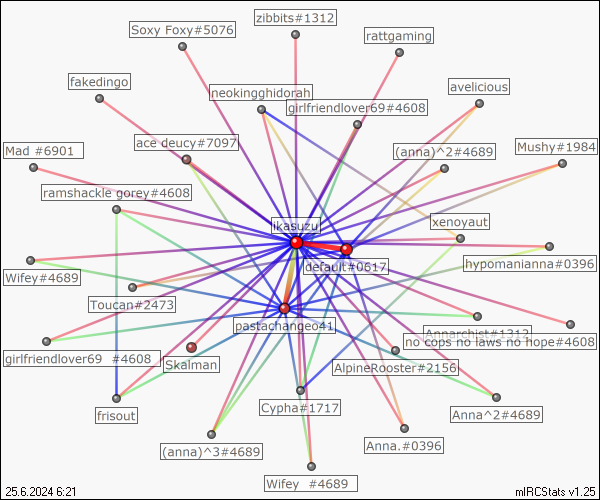 zibbits#1312
Soxy Foxy#5076
rattgaming
fakedingo
neokingghidorah
avelicious
girlfriendlover69#4608
ace deucy#7097
Mad #6901
(anna)^2#4689
Mushy#1984
ramshackle gorey#4608
ikasuzu
xenoyaut
default#0617
hypomanianna#0396
Wifey#4689
Toucan#2473
pastachangeo41
Annarchist#1312
no cops no laws no hope#4608
girlfriendlover69  #4608
Skalman
AlpineRooster#2156
frisout
Cypha#1717
Anna^2#4689
(anna)^3#4689
Anna.#0396
Wifey  #4689
25.6.2024 6:21
mIRCStats v1.25